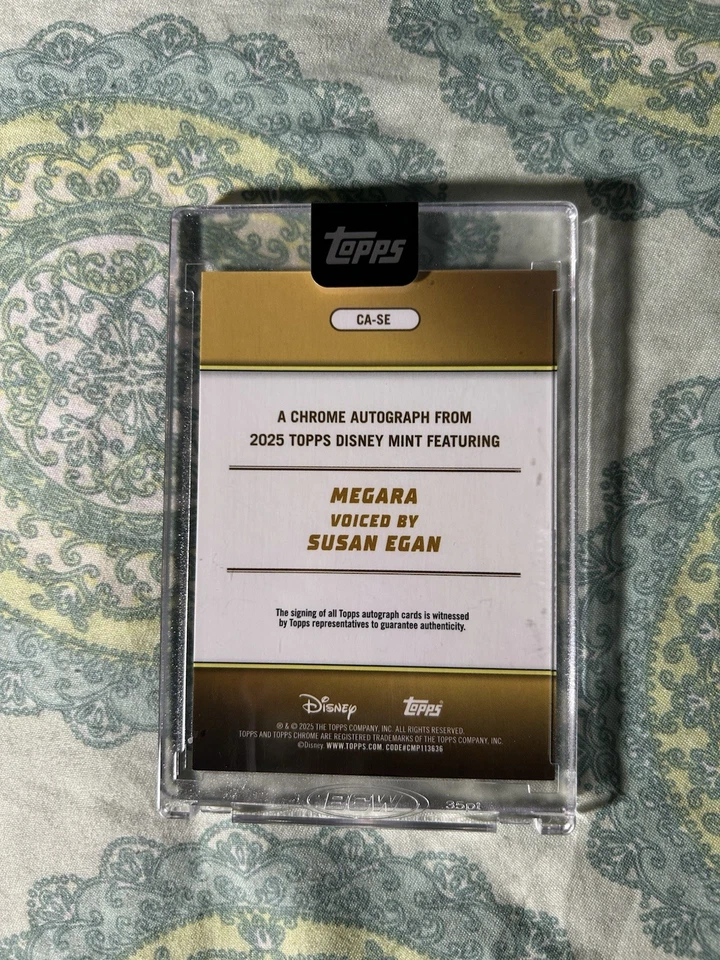 Topps
CA-SE
A CHROME AUTOGRAPH FROM
2025 TOPPS DISNEY MINT FEATURING
MEGARA
VOICED BY
SUSAN EGAN
The signing of all Topps autograph cards is witnessed
by Topps representatives to guarantee authenticity.
Disney Topps
® & © 2025 THE TOPPS COMPANY, INC. ALL RIGHTS RESERVED.
TOPPS AND TOPPS CHROME ARE REGISTERED TRADEMARKS OF THE TOPPS COMPANY, INC.
©Disney WWW.TOPPS.COM. CODE#CMP113636
BCW 35pt